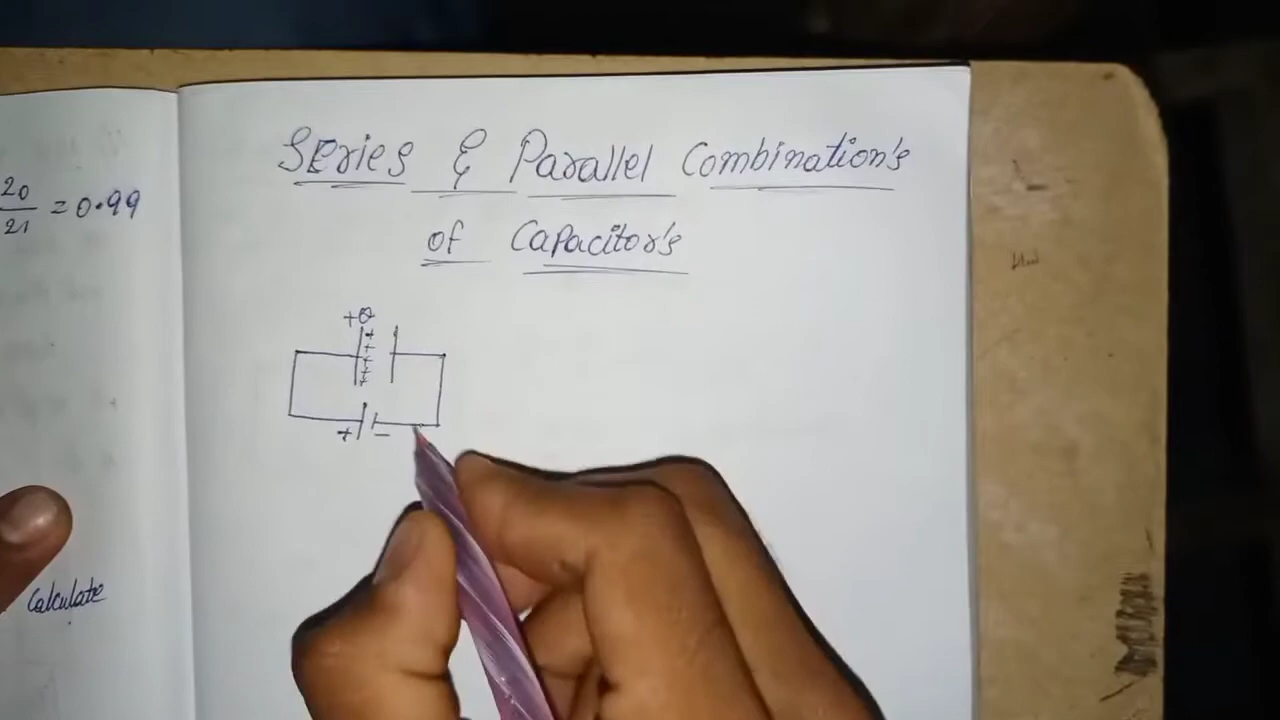 Series & Parallel Combination's
of Capacitor's
20
21
= 0.99
+Q
+
+
+
+
+ -
Calculate